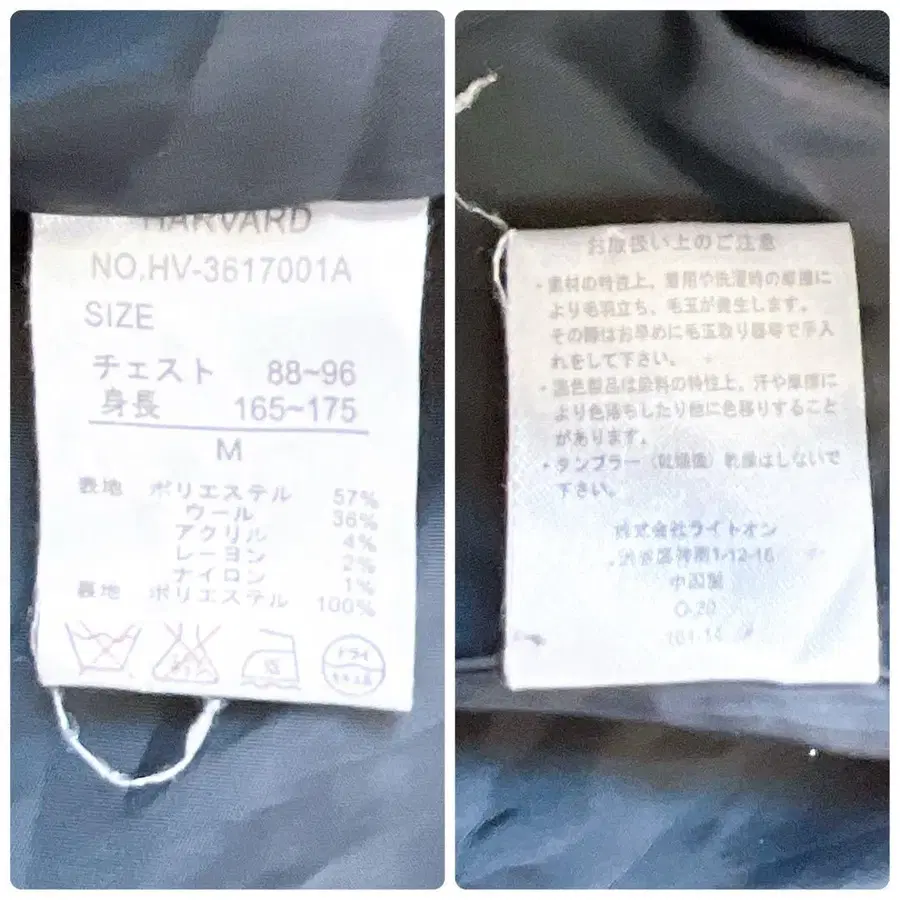 HARVARD
NO.HV-3617001A
SIZE
チェスト 88~96
身長 165~175
M
表地 ポリエステル 57%
ウール 36%
アクリル 4%
レーヨン 2%
ナイロン 1%
裏地 ポリエステル 100%
ドライ
お取扱い上のご注意
・素材の特性上、着用や洗濯時の摩擦に
より毛羽立ち、毛玉が発生します。
その際はお早めに毛玉取り器等で手入
れをして下さい。
・濃色製品は染料の特性上、汗や摩擦に
より色落ちしたり他に色移りすること
があります。
・タンブラー（乾燥機）乾燥はしないで
下さい。
株式会社ライトオン
1-12-16
中国製